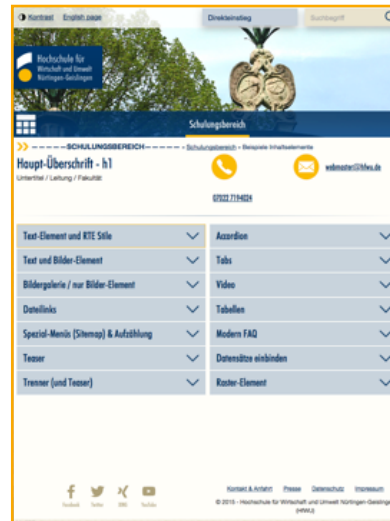 Kontrast English page Direkteinstieg Suchbegriff
Hochschule für
Wirtschaft und Umwelt
Nürtingen-Geislingen
Schulungsbereich
------SCHULUNGSBEREICH------ › Schulungsbereich › Beispiele Inhaltselemente
Haupt-Überschrift - h1
Untertitel / Leitung / Fakultät
webmaster@hfwu.de
07022 7194024
Text-Element und RTE Stile
Text und Bilder-Element
Bildergalerie / nur Bilder-Element
Dateilinks
Spezial-Menüs (Sitemap) & Aufzählung
Teaser
Trenner (und Teaser)
Accordion
Tabs
Video
Tabellen
Modern FAQ
Datensätze einbinden
Raster-Element
Facebook Twitter XING YouTube
Kontakt & Anfahrt Presse Datenschutz Impressum
© 2015 - Hochschule für Wirtschaft und Umwelt Nürtingen-Geislingen
(HfWU)